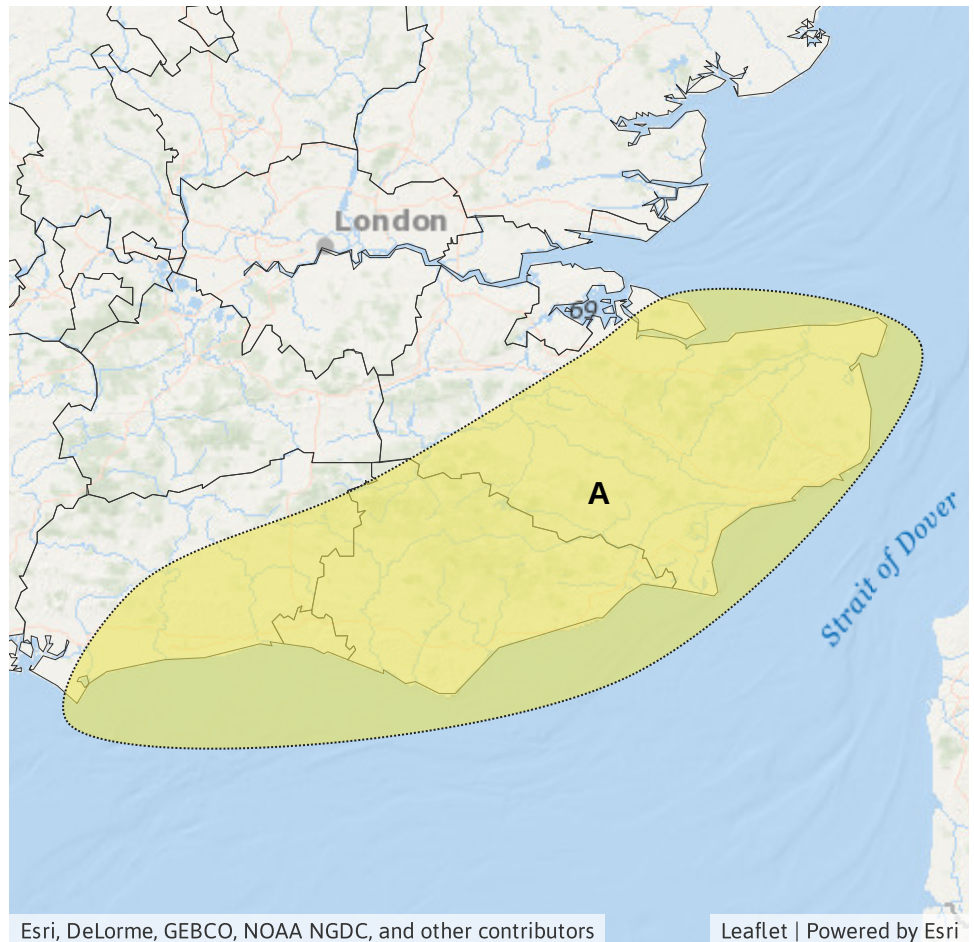 London
69
A
Strait of Dover
Esri, DeLorme, GEBCO, NOAA NGDC, and other contributors
Leaflet | Powered by Esri